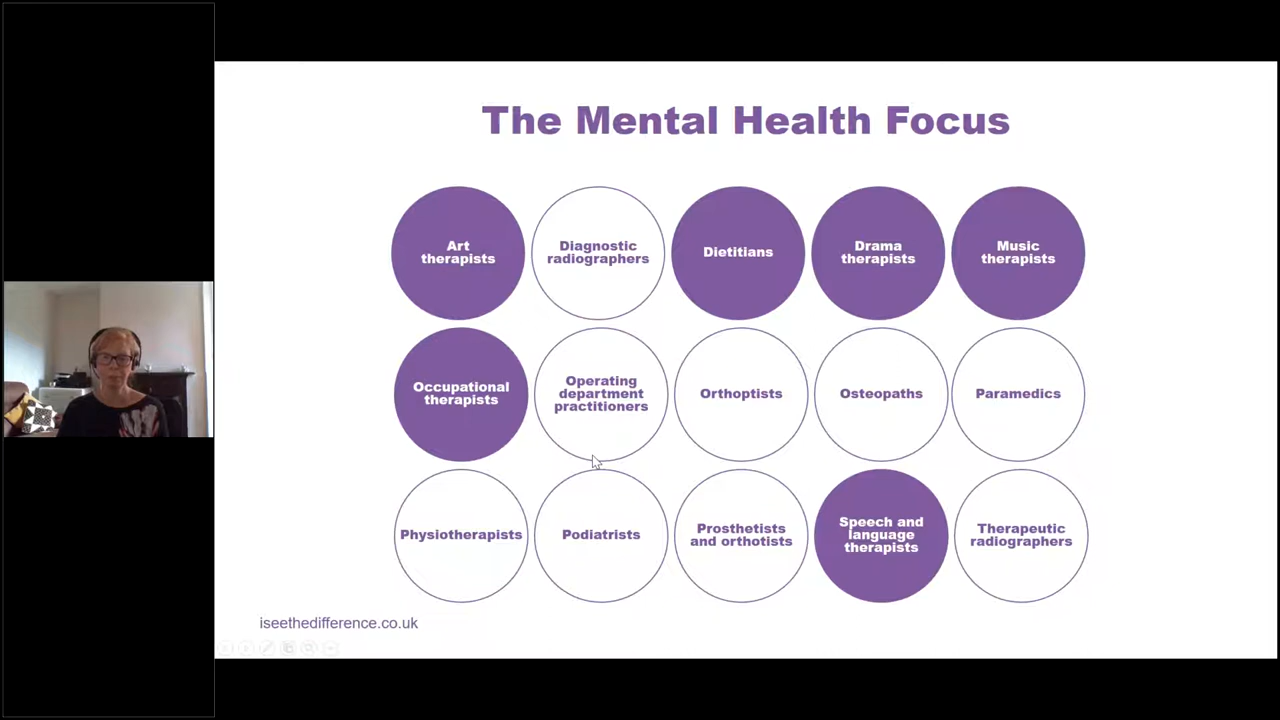 The Mental Health Focus
Art
therapists
Diagnostic
radiographers
Dietitians
Drama
therapists
Music
therapists
Occupational
therapists
Operating
department
practitioners
Orthoptists
Osteopaths
Paramedics
Physiotherapists
Podiatrists
Prosthetists
and orthotists
Speech and
language
therapists
Therapeutic
radiographers
iseethedifference.co.uk